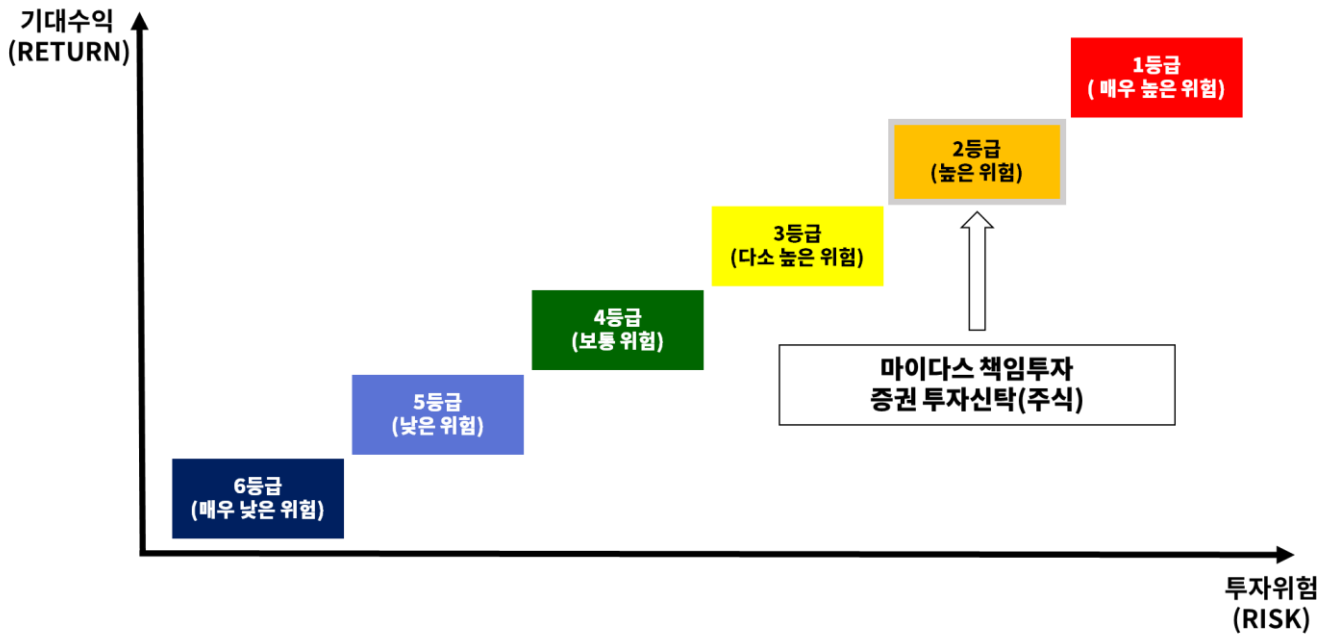 기대수익
(RETURN)
1등급
( 매우 높은 위험)
2등급
(높은 위험)
3등급
(다소 높은 위험)
4등급
(보통 위험)
마이다스 책임투자
증권 투자신탁(주식)
5등급
(낮은 위험)
6등급
(매우 낮은 위험)
투자위험
(RISK)